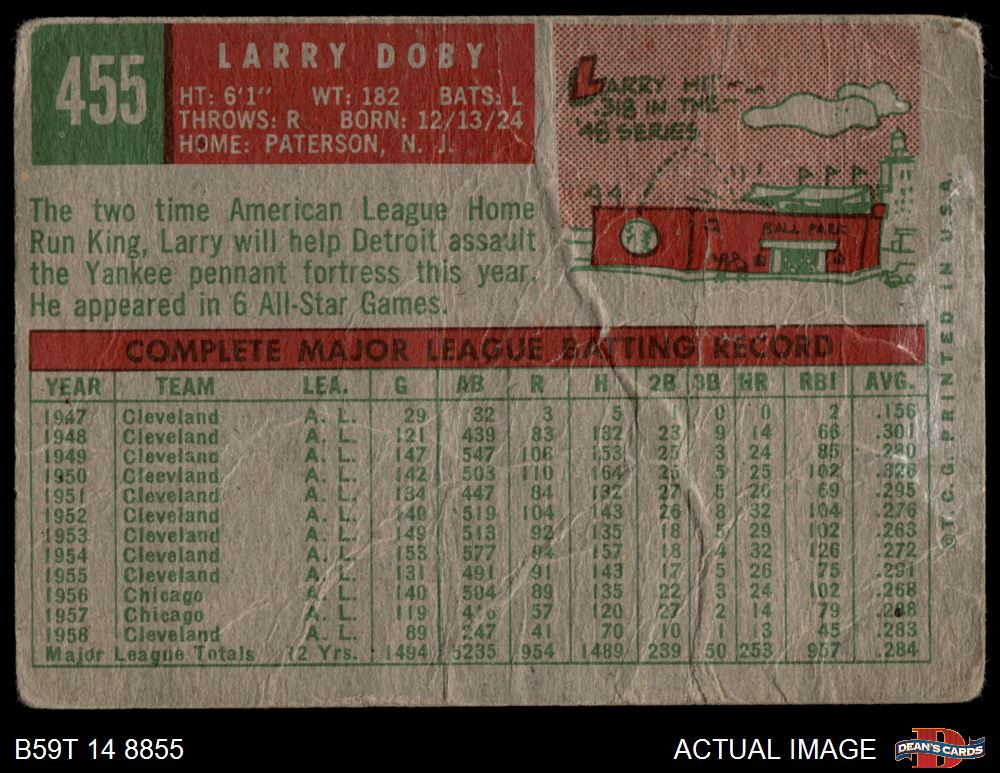 455
LARRY DOBY
HT: 6'1" WT: 182 BATS: L
THROWS: R BORN: 12/13/24
HOME: PATERSON, N. J.
LARRY HIT--
.318 IN THE--
'48 SERIES
The two time American League Home
Run King, Larry will help Detroit assault
the Yankee pennant fortress this year.
He appeared in 6 All-Star Games.
BALL PARK
COMPLETE MAJOR LEAGUE BATTING RECORD
YEAR TEAM LEA. G AB R H 2B 3B HR RBI AVG.
1947 Cleveland A. L. 29 32 3 5 1 0 0 2 .156
1948 Cleveland A. L. 121 439 83 132 23 9 14 66 .301
1949 Cleveland A. L. 147 547 106 153 25 3 24 85 .280
1950 Cleevland A. L. 142 503 110 164 25 5 25 102 .326
1951 Cleveland A. L. 134 447 84 132 27 5 20 69 .295
1952 Cleveland A. L. 140 519 104 143 26 8 32 104 .276
1953 Cleveland A. L. 149 513 92 135 18 5 29 102 .263
1954 Cleveland A. L. 153 577 94 157 18 4 32 126 .272
1955 Cleveland A. L. 131 491 91 143 17 5 26 75 .291
1956 Chicago A. L. 140 504 89 135 22 3 24 102 .268
1957 Chicago A. L. 119 416 57 120 27 2 14 79
1958 Cleveland A. L. 89 247 41 70 10 1 13 45 .283
Major League Totals 12 Yrs. 1494 5235 954 1489 239 50 253 957 .284
©T. C. G. PRINTED IN U.S.A.
B59T 14 8855
ACTUAL IMAGE
DEAN'S CARDS